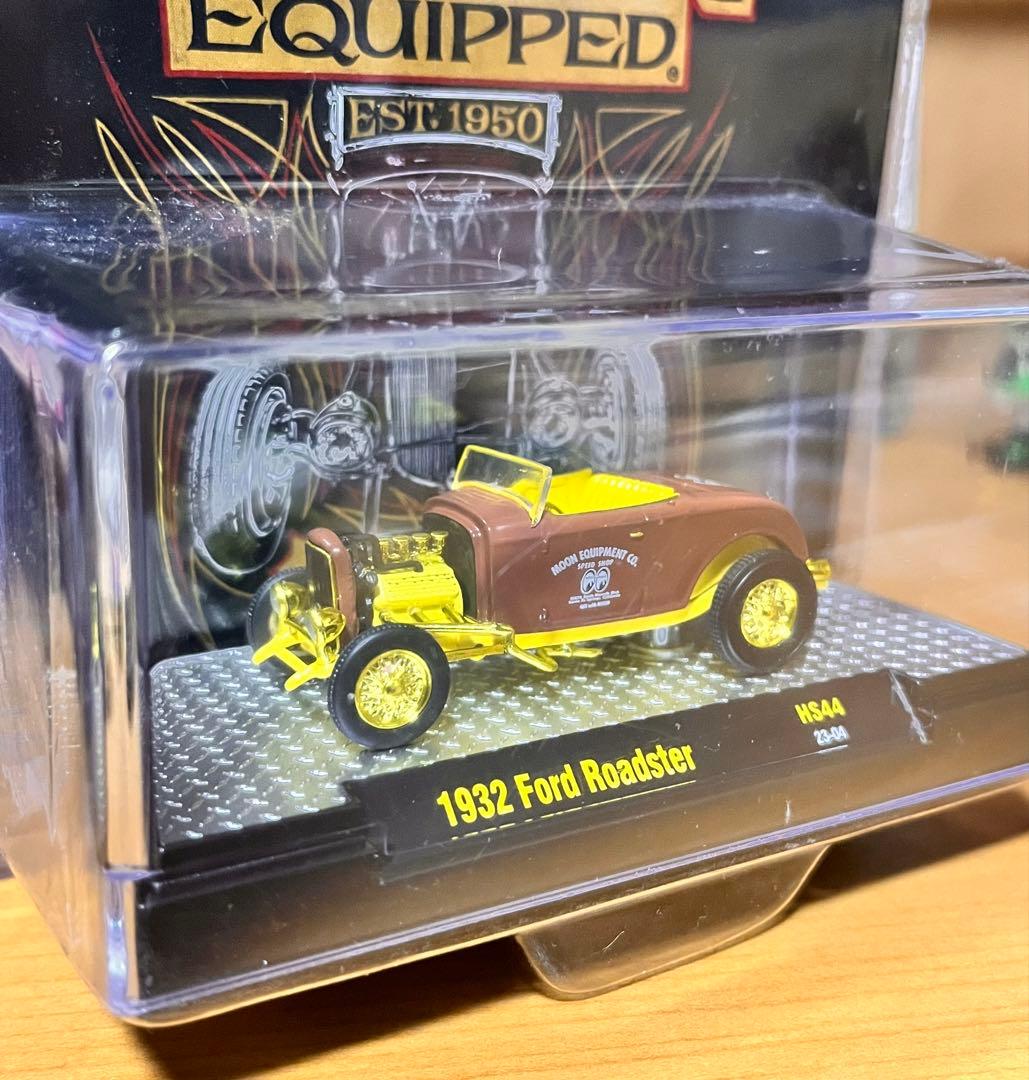 EQUIPPED
®
EST. 1950
MOON EQUIPMENT CO.
SPEED SHOP
HS44
23-04
1932 Ford Roadster